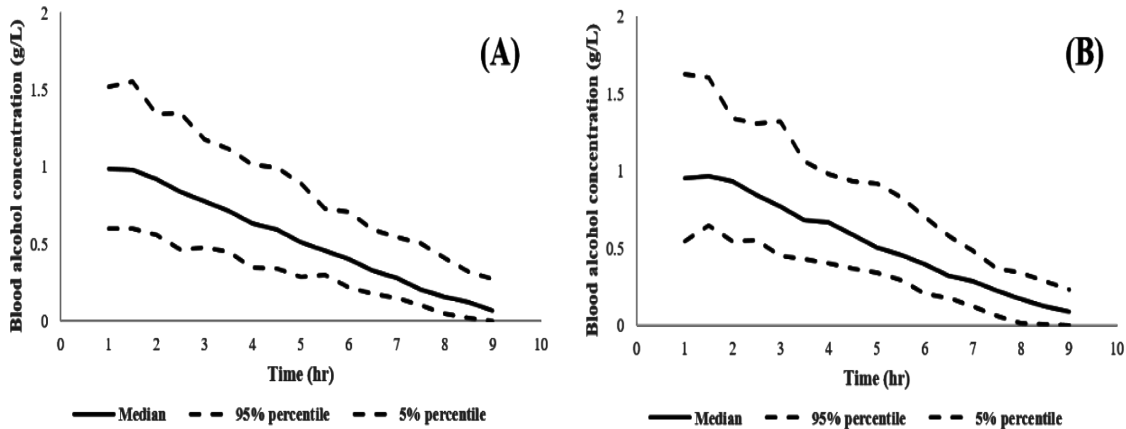 Blood alcohol concentration (g/L)
2
1.5
1
0.5
0
(A)
0 1 2 3 4 5 6 7 8 9 10
Time (hr)
Median 95% percentile 5% percentile
Blood alcohol concentration (g/L)
2
1.5
1
0.5
0
(B)
0 1 2 3 4 5 6 7 8 9 10
Time (hr)
Median 95% percentile 5% percentile